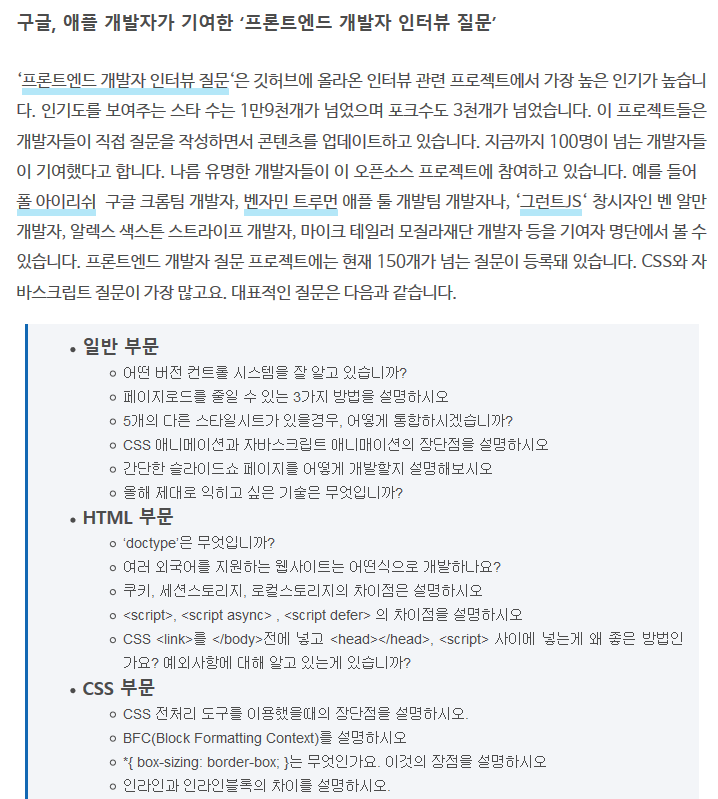 구글, 애플 개발자가 기여한 ‘프론트엔드 개발자 인터뷰 질문’
‘프론트엔드 개발자 인터뷰 질문‘은 깃허브에 올라온 인터뷰 관련 프로젝트에서 가장 높은 인기가 높습니
다. 인기도를 보여주는 스타 수는 1만9천개가 넘었으며 포크수도 3천개가 넘었습니다. 이 프로젝트들은
개발자들이 직접 질문을 작성하면서 콘텐츠를 업데이트하고 있습니다. 지금까지 100명이 넘는 개발자들
이 기여했다고 합니다. 나름 유명한 개발자들이 이 오픈소스 프로젝트에 참여하고 있습니다. 예를 들어
폴 아이리쉬 구글 크롬팀 개발자, 벤자민 트루먼 애플 툴 개발팀 개발자나, ‘그런트JS‘ 창시자인 벤 알만
개발자, 알렉스 색스튼 스트라이프 개발자, 마이크 테일러 모질라재단 개발자 등을 기여자 명단에서 볼 수
있습니다. 프론트엔드 개발자 질문 프로젝트에는 현재 150개가 넘는 질문이 등록돼 있습니다. CSS와 자
바스크립트 질문이 가장 많고요. 대표적인 질문은 다음과 같습니다.
• 일반 부문
◦ 어떤 버전 컨트롤 시스템을 잘 알고 있습니까?
◦ 페이지로드를 줄일 수 있는 3가지 방법을 설명하시오
◦ 5개의 다른 스타일시트가 있을경우, 어떻게 통합하시겠습니까?
◦ CSS 애니메이션과 자바스크립트 애니매이션의 장단점을 설명하시오
◦ 간단한 슬라이드쇼 페이지를 어떻게 개발할지 설명해보시오
◦ 올해 제대로 익히고 싶은 기술은 무엇입니까?
• HTML 부문
◦ ‘doctype’은 무엇입니까?
◦ 여러 외국어를 지원하는 웹사이트는 어떤식으로 개발하나요?
◦ 쿠키, 세션스토리지, 로컬스토리지의 차이점은 설명하시오
◦ <script>, <script async> , <script defer> 의 차이점을 설명하시오
◦ CSS <link>를 </body>전에 넣고 <head></head>, <script> 사이에 넣는게 왜 좋은 방법인
가요? 예외사항에 대해 알고 있는게 있습니까?
• CSS 부문
◦ CSS 전처리 도구를 이용했을때의 장단점을 설명하시오.
◦ BFC(Block Formatting Context)를 설명하시오
◦ *{ box-sizing: border-box; }는 무엇인가요. 이것의 장점을 설명하시오
◦ 인라인과 인라인블록의 차이를 설명하시오.